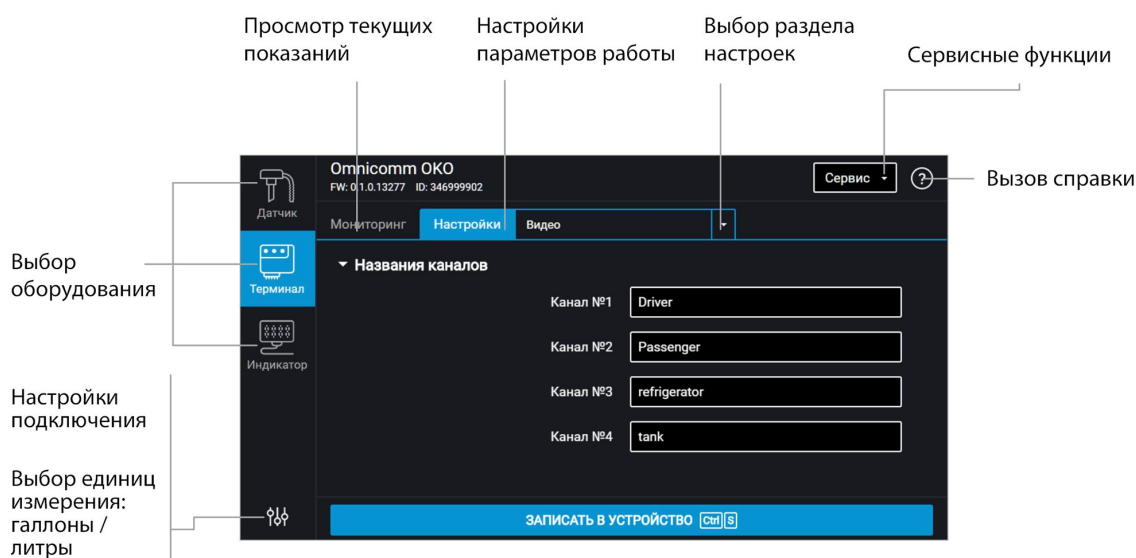 Просмотр текущих
показаний
Настройки
параметров работы
Выбор раздела
настроек
Сервисные функции
Omnicomm OKO
FW: 0.1.0.13277 ID: 346999902
Сервис
?
Вызов справки
Датчик
Мониторинг
Настройки
Видео
Выбор
оборудования
Терминал
Названия каналов
Канал №1
Driver
Канал №2
Passenger
Индикатор
Канал №3
refrigerator
Настройки
подключения
Канал №4
tank
Выбор единиц
измерения:
галлоны /
литры
ЗАПИСАТЬ В УСТРОЙСТВО Ctrl S